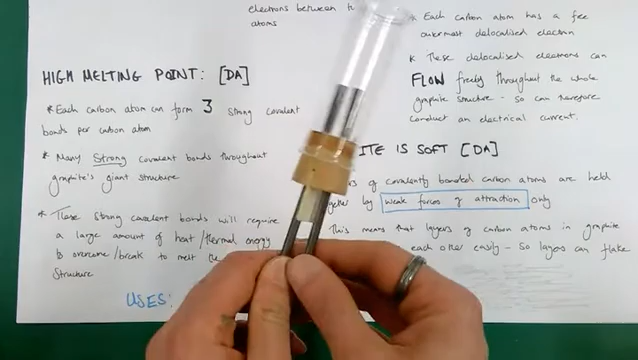 electrons between
atoms
HIGH MELTING POINT: [DA]
* Each carbon atom can form 3 strong covalent
bonds per carbon atom
* Many Strong covalent bonds throughout
graphite's giant structure
* These strong covalent bonds will require
a large amount of heat/thermal energy
to overcome/break to melt the
structure
USES:
* Each carbon atom has a free
outermost delocalised electron
* These delocalised electrons can
FLOW freely throughout the whole
graphite structure - so can therefore
conduct an electrical current.
ITE IS SOFT [DA]
of covalently bonded carbon atoms are held
by weak forces of attraction only
This means that layers of carbon atoms in graphite
each other easily - So layers can flake